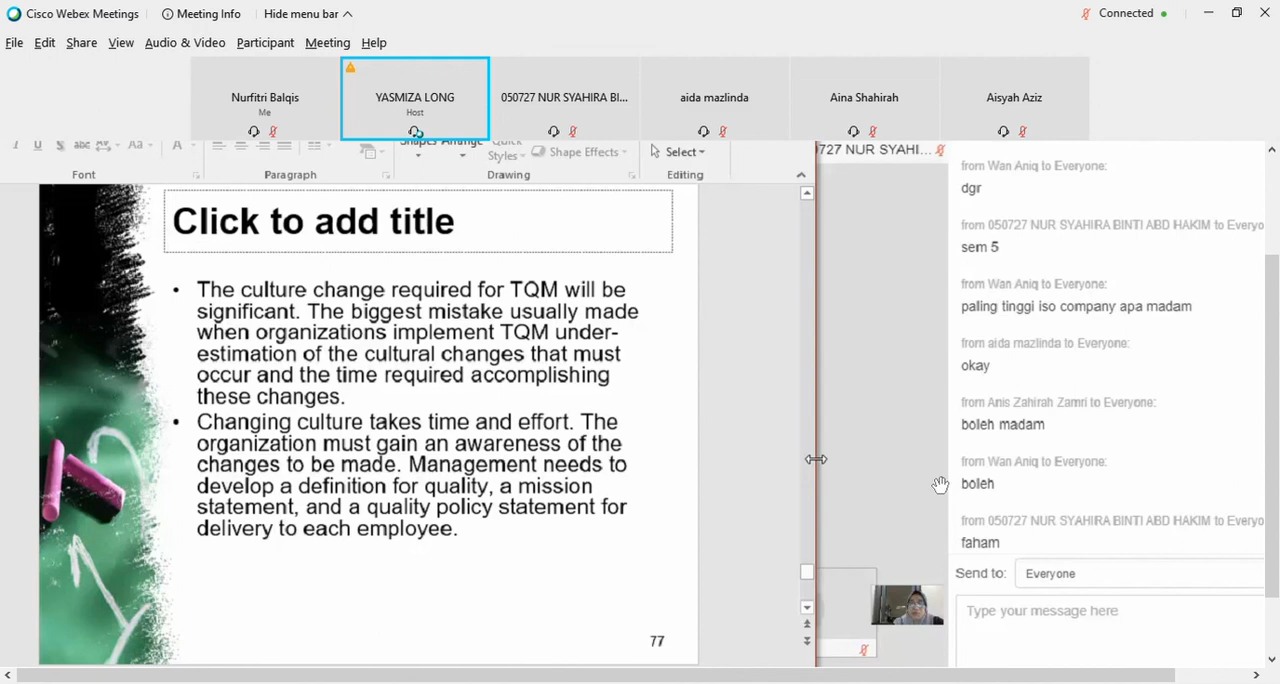 Cisco Webex Meetings
Meeting Info
Hide menu bar
Connected
File Edit Share View Audio & Video Participant Meeting Help
Nurfitri Balqis
Me
YASMIZA LONG
Host
050727 NUR SYAHIRA BI...
aida mazlinda
Aina Shahirah
Aisyah Aziz
I U S abc AV Aa A
Shapes Arrange Quick
Styles
Shape Effects
Select
Font Paragraph Drawing Editing
Click to add title
• The culture change required for TQM will be
significant. The biggest mistake usually made
when organizations implement TQM under-
estimation of the cultural changes that must
occur and the time required accomplishing
these changes.
• Changing culture takes time and effort. The
organization must gain an awareness of the
changes to be made. Management needs to
develop a definition for quality, a mission
statement, and a quality policy statement for
delivery to each employee.
77
727 NUR SYAHI...
from Wan Aniq to Everyone:
dgr
from 050727 NUR SYAHIRA BINTI ABD HAKIM to Everyo
sem 5
from Wan Aniq to Everyone:
paling tinggi iso company apa madam
from aida mazlinda to Everyone:
okay
from Anis Zahirah Zamri to Everyone:
boleh madam
from Wan Aniq to Everyone:
boleh
from 050727 NUR SYAHIRA BINTI ABD HAKIM to Everyo
faham
Send to: Everyone
Type your message here